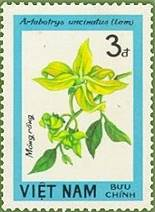 Artabotrys uncinatus (Lam)
3đ
Móng rồng
VIỆT NAM BƯU CHÍNH